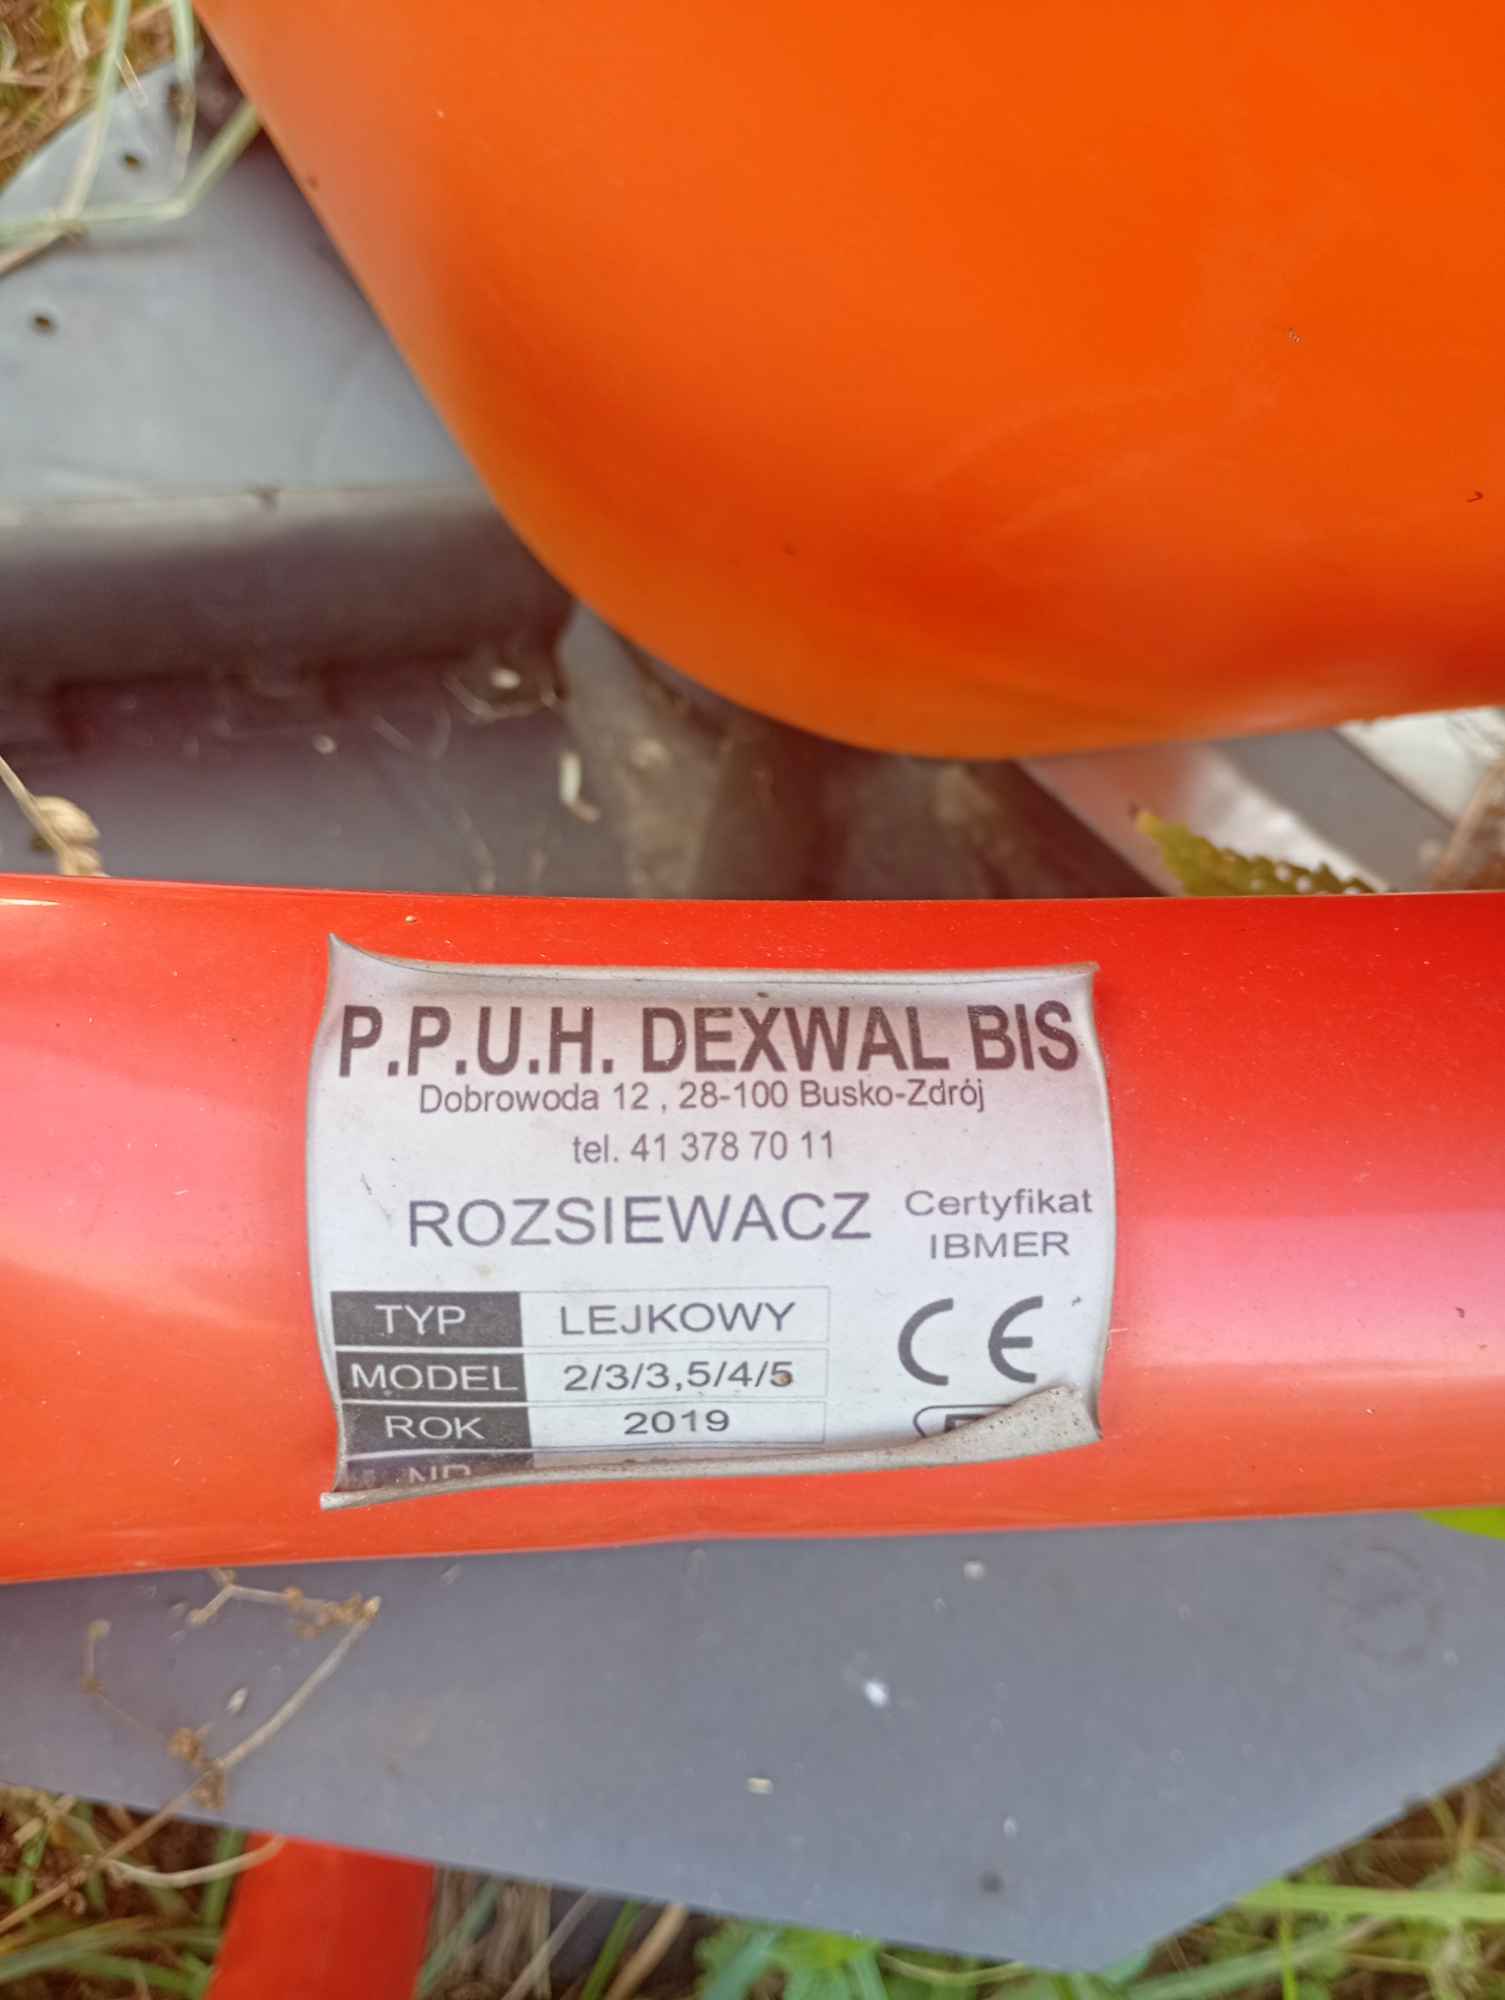 P.P.U.H. DEXWAL BIS
Dobrowoda 12 , 28-100 Busko-Zdrój
tel. 41 378 70 11
ROZSIEWACZ
Certyfikat
IBMER
TYP LEJKOWY
MODEL 2/3/3,5/4/5
ROK 2019
CE